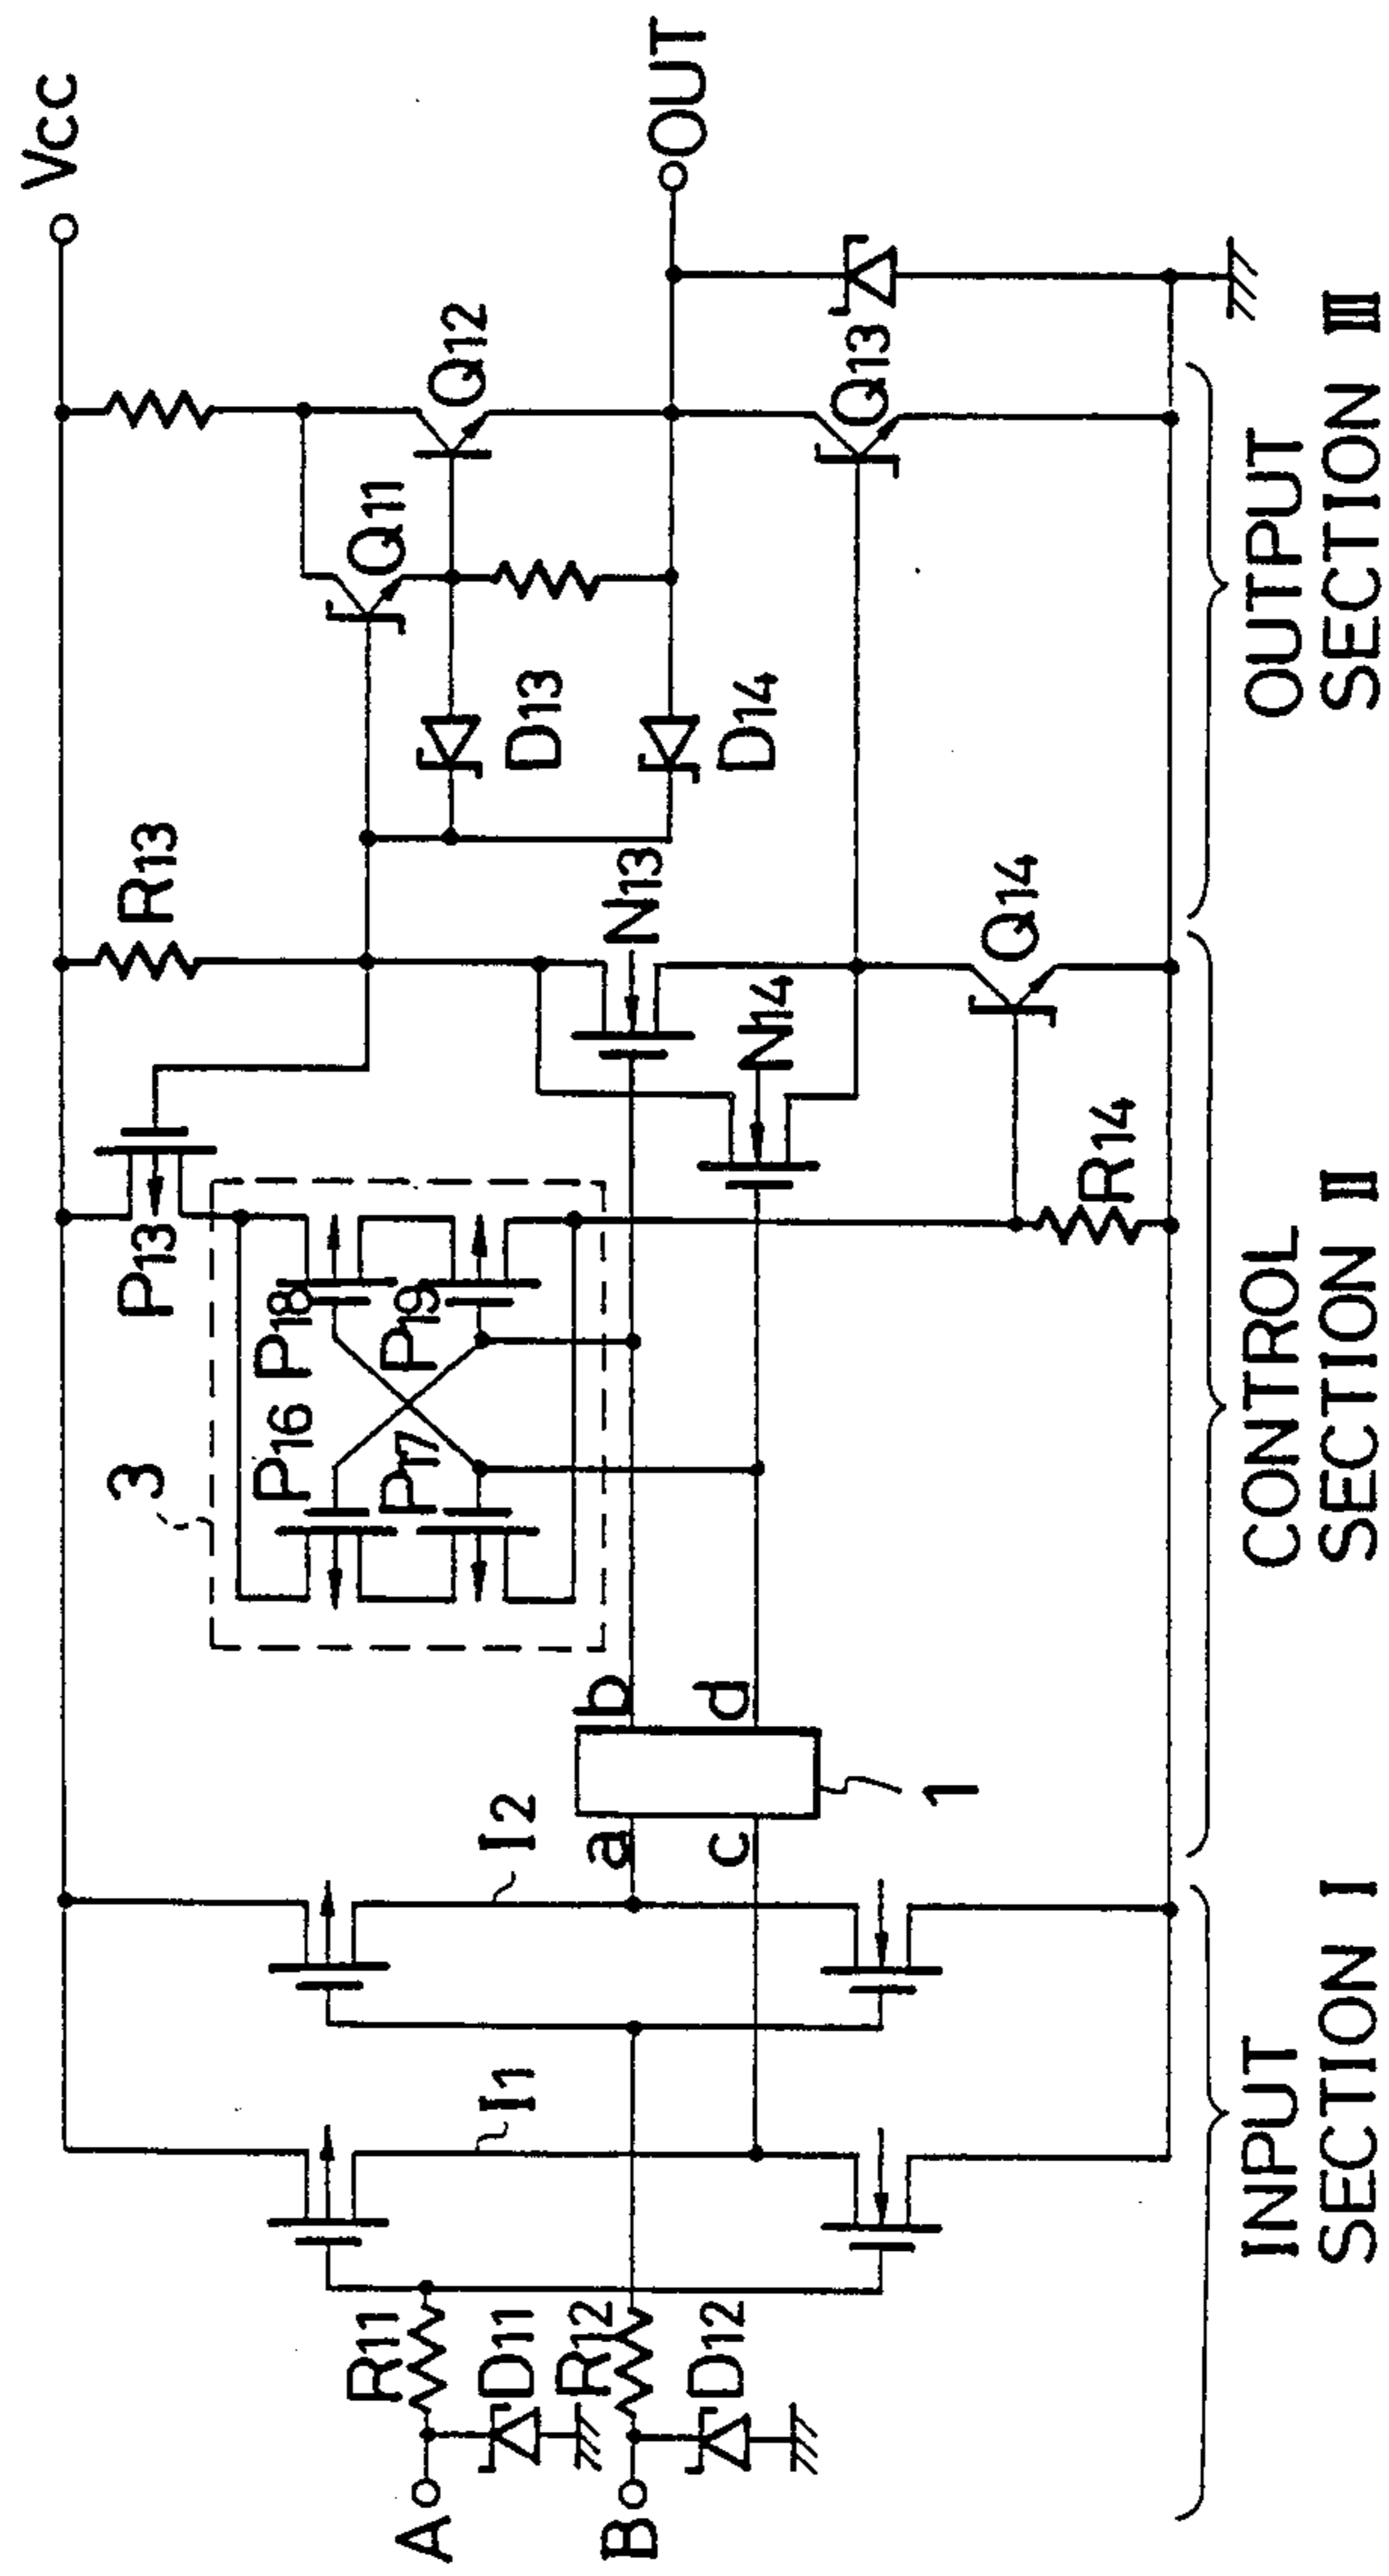 Vcc
OUT
R13
Q11
Q12
D13
D14
Q13
N13
N14
Q14
R14
P13
P18
P19
P16
P17
3
b
d
a
c
1
I2
I1
R11
D11
R12
D12
A
B
INPUT
SECTION I
CONTROL
SECTION II
OUTPUT
SECTION III